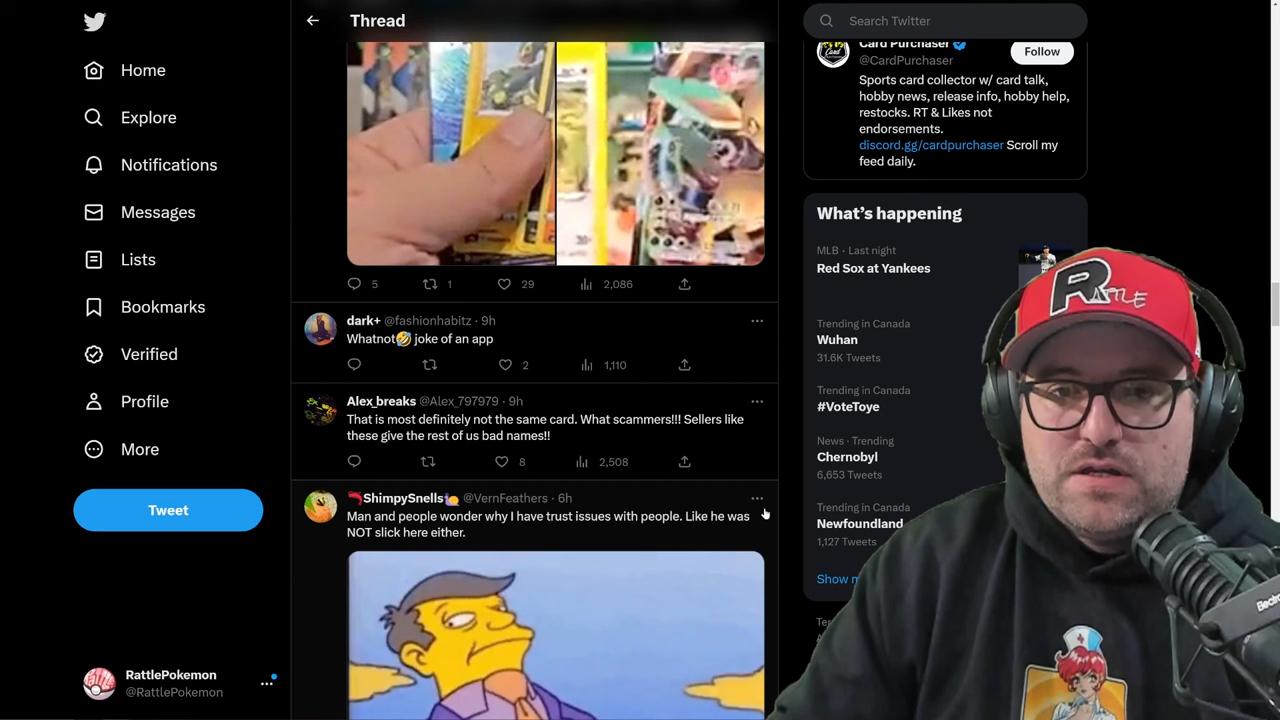 Home
Explore
Notifications
Messages
Lists
Bookmarks
Verified
Profile
More
Tweet
RattlePokemon
@RattlePokemon
Thread
5
1
29
2,086
dark+ @fashionhabitz · 9h
Whatnot🤣 joke of an app
2
1,110
Alex_breaks @Alex_797979 · 9h
That is most definitely not the same card. What scammers!!! Sellers like
these give the rest of us bad names!!
8
2,508
🦐ShimpySnells🐌 @VernFeathers · 6h
Man and people wonder why I have trust issues with people. Like he was
NOT slick here either.
Search Twitter
Card Purchaser
@CardPurchaser
Follow
Sports card collector w/ card talk,
hobby news, release info, hobby help,
restocks. RT & Likes not
endorsements.
discord.gg/cardpurchaser Scroll my
feed daily.
What's happening
MLB · Last night
Red Sox at Yankees
Trending in Canada
Wuhan
31.6K Tweets
Trending in Canada
#VoteToye
News · Trending
Chernobyl
6,653 Tweets
Trending in Canada
Newfoundland
1,127 Tweets
Show
RATTLE